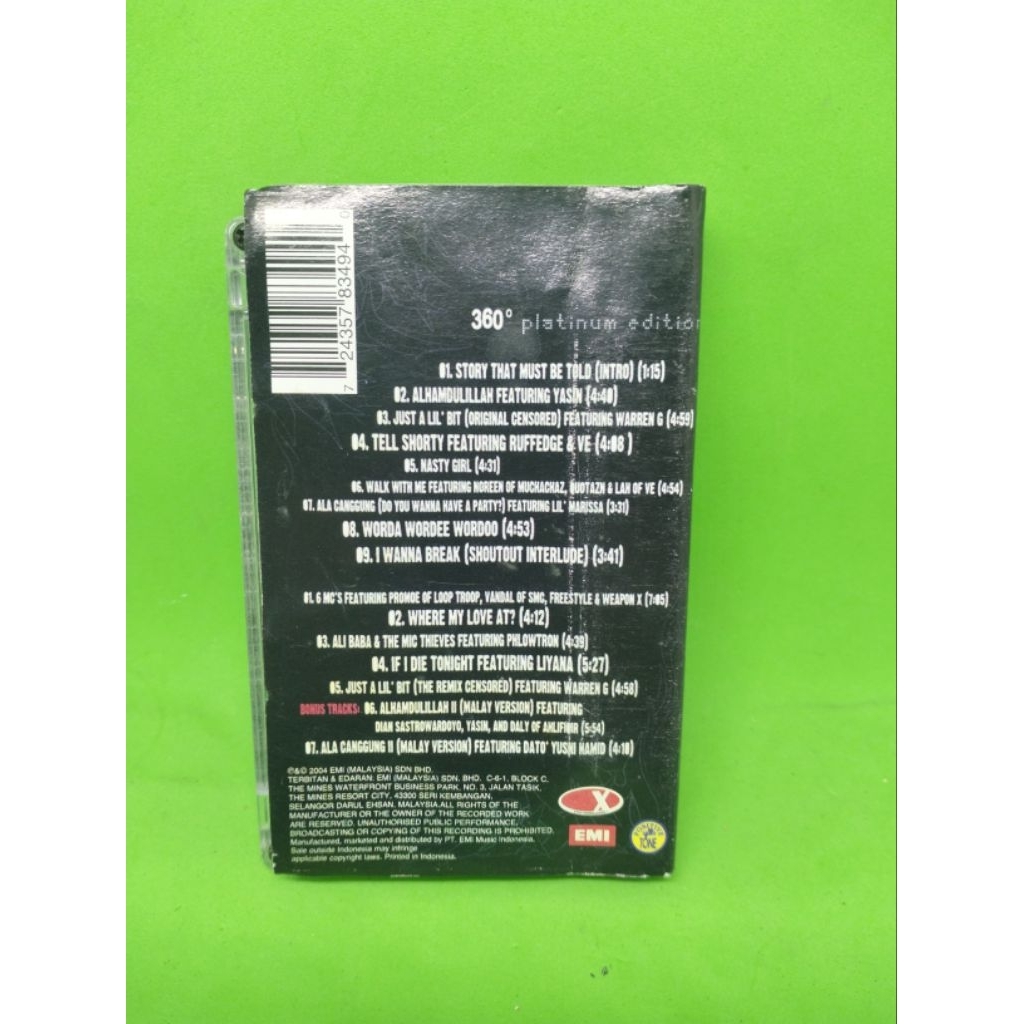 7 24357 83494 0
360° platinum edition
01. STORY THAT MUST BE TOLD (INTRO) (1:15)
02. ALHAMDULILLAH FEATURING YASIN (4:40)
03. JUST A LIL' BIT (ORIGINAL CENSORED) FEATURING WARREN G (4:59)
04. TELL SHORTY FEATURING RUFFEDGE & VE (4:08)
05. NASTY GIRL (4:31)
06. WALK WITH ME FEATURING NOREEN OF MUCHACHAZ, QUOTAZN & LAH OF VE (4:54)
07. ALA CANGGUNG (DO YOU WANNA HAVE A PARTY?) FEATURING LIL' MARISSA (3:31)
08. WORDA WORDEE WORDOO (4:53)
09. I WANNA BREAK (SHOUTOUT INTERLUDE) (3:41)
01. 6 MC'S FEATURING PROMOE OF LOOP TROOP, VANDAL OF SMC, FREESTYLE & WEAPON X (7:05)
02. WHERE MY LOVE AT? (4:12)
03. ALI BABA & THE MIC THIEVES FEATURING PHLOWTRON (4:39)
04. IF I DIE TONIGHT FEATURING LIYANA (5:27)
05. JUST A LIL' BIT (THE REMIX CENSORED) FEATURING WARREN G (4:58)
BONUS TRACKS: 06. ALHAMDULILLAH II (MALAY VERSION) FEATURING
DIAN SASTROWARDOYO, YASIN, AND DALY OF AHLIFIQIR (5:54)
07. ALA CANGGUNG II (MALAY VERSION) FEATURING DATO' YUSNI HAMID (4:10)
℗&© 2004 EMI (MALAYSIA) SDN BHD.
TERBITAN & EDARAN: EMI (MALAYSIA) SDN. BHD. C-6-1. BLOCK C.
THE MINES WATERFRONT BUSINESS PARK. NO. 3. JALAN TASIK.
THE MINES RESORT CITY. 43300 SERI KEMBANGAN.
SELANGOR DARUL EHSAN. MALAYSIA.ALL RIGHTS OF THE
MANUFACTURER OR THE OWNER OF THE RECORDED WORK
ARE RESERVED. UNAUTHORISED PUBLIC PERFORMANCE.
BROADCASTING OR COPYING OF THIS RECORDING IS PROHIBITED.
Manufactured, marketed and distributed by PT. EMI Music Indonesia.
Sale outside Indonesia may infringe
applicable copyright laws. Printed in Indonesia.
X
EMI
TONE